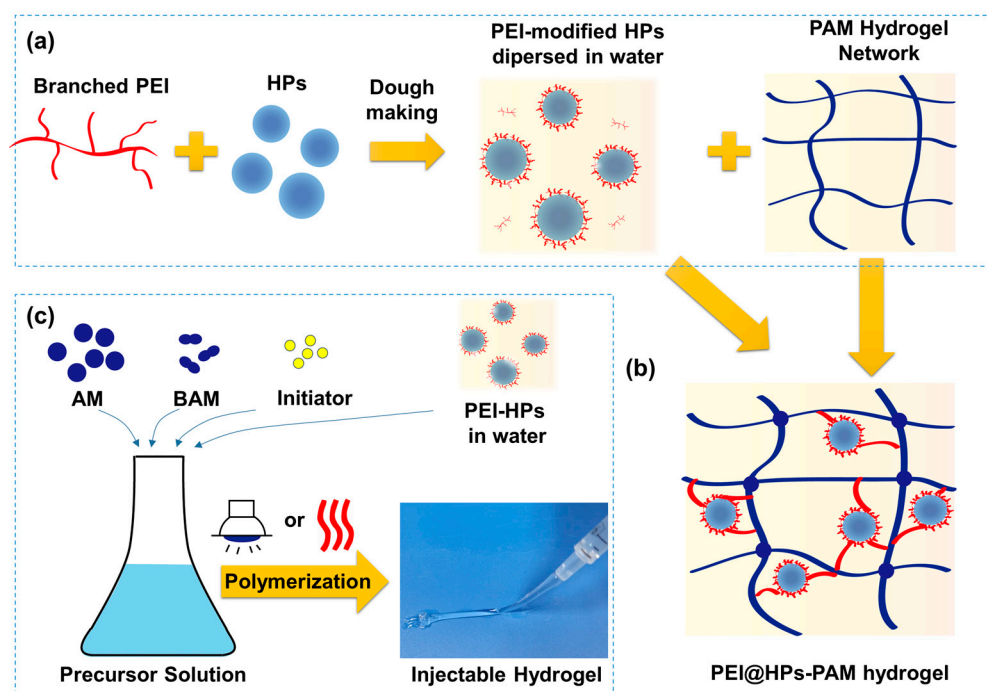 (a)
Branched PEI
HPs
Dough
making
PEI-modified HPs
dipersed in water
PAM Hydrogel
Network
(c)
AM
BAM
Initiator
PEI-HPs
in water
or
Polymerization
Precursor Solution
Injectable Hydrogel
(b)
PEI@HPs-PAM hydrogel